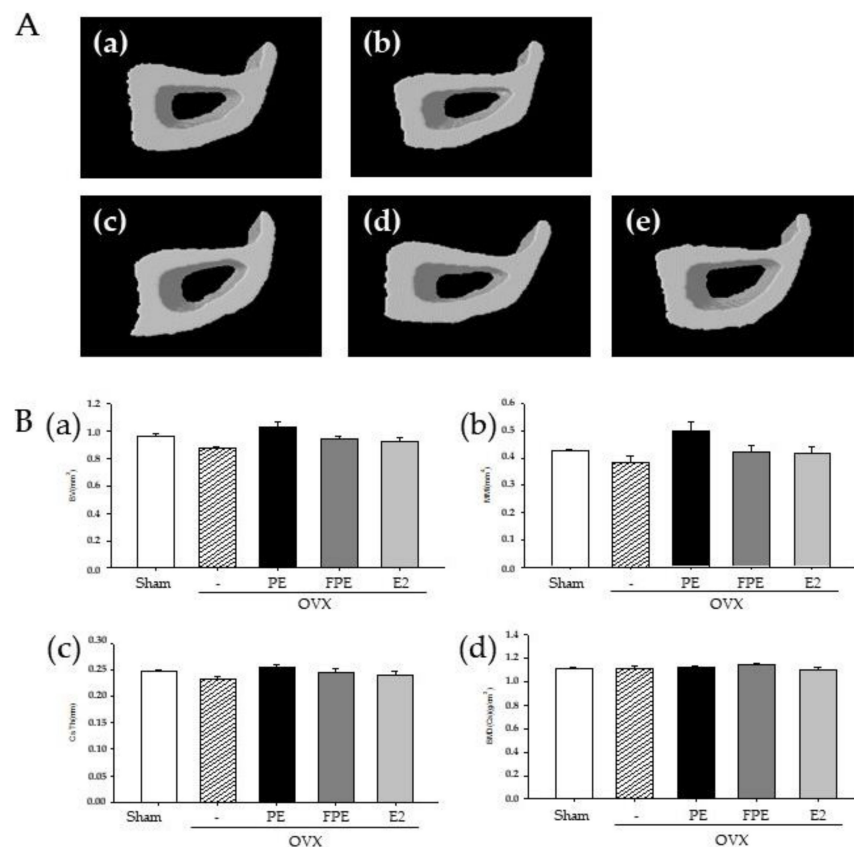 A
(a) (b)
(c) (d) (e)
B (a)
1.2
1.0
0.8
0.6
0.4
0.2
0.0
BV(mm³)
Sham - PE FPE E2
OVX
(b)
0.6
0.5
0.4
0.3
0.2
0.1
0.0
MMI(mm⁴)
Sham - PE FPE E2
OVX
(c)
0.30
0.25
0.20
0.15
0.10
0.05
0.00
Sham - PE FPE E2
OVX
(d)
1.4
1.2
1.0
0.8
0.6
0.4
0.2
0.0
Sham - PE FPE E2
OVX